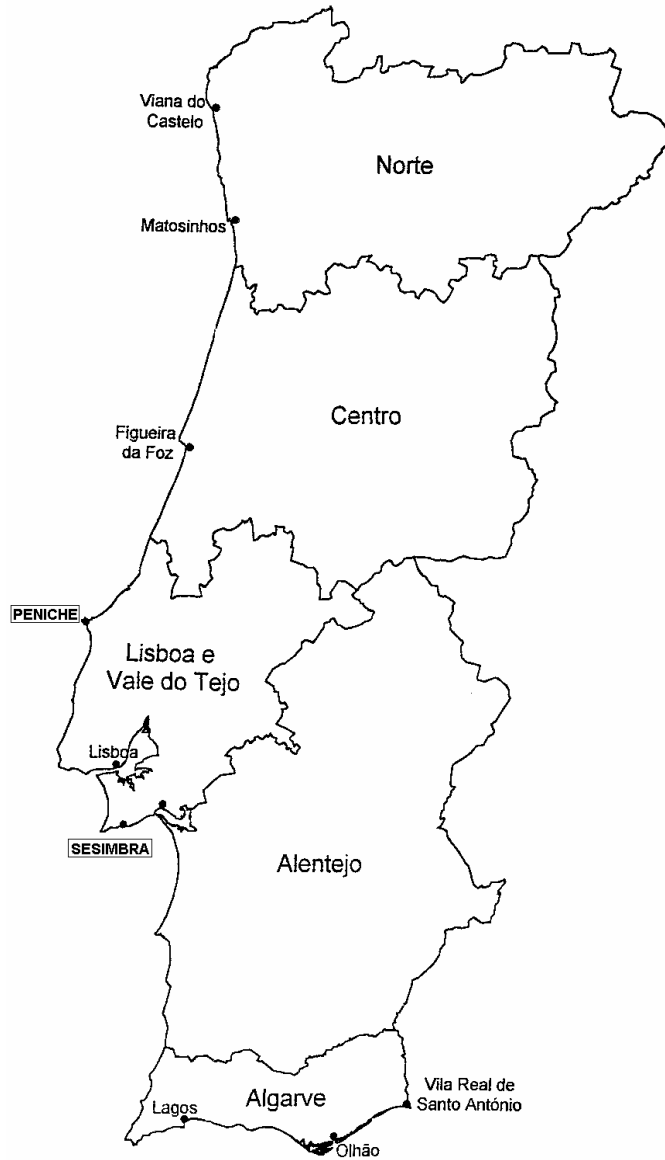 Viana do
Castelo
Norte
Matosinhos
Centro
Figueira
da Foz
PENICHE
Lisboa e
Vale do Tejo
Lisboa
SESIMBRA
Alentejo
Algarve
Vila Real de
Santo António
Lagos
Olhão